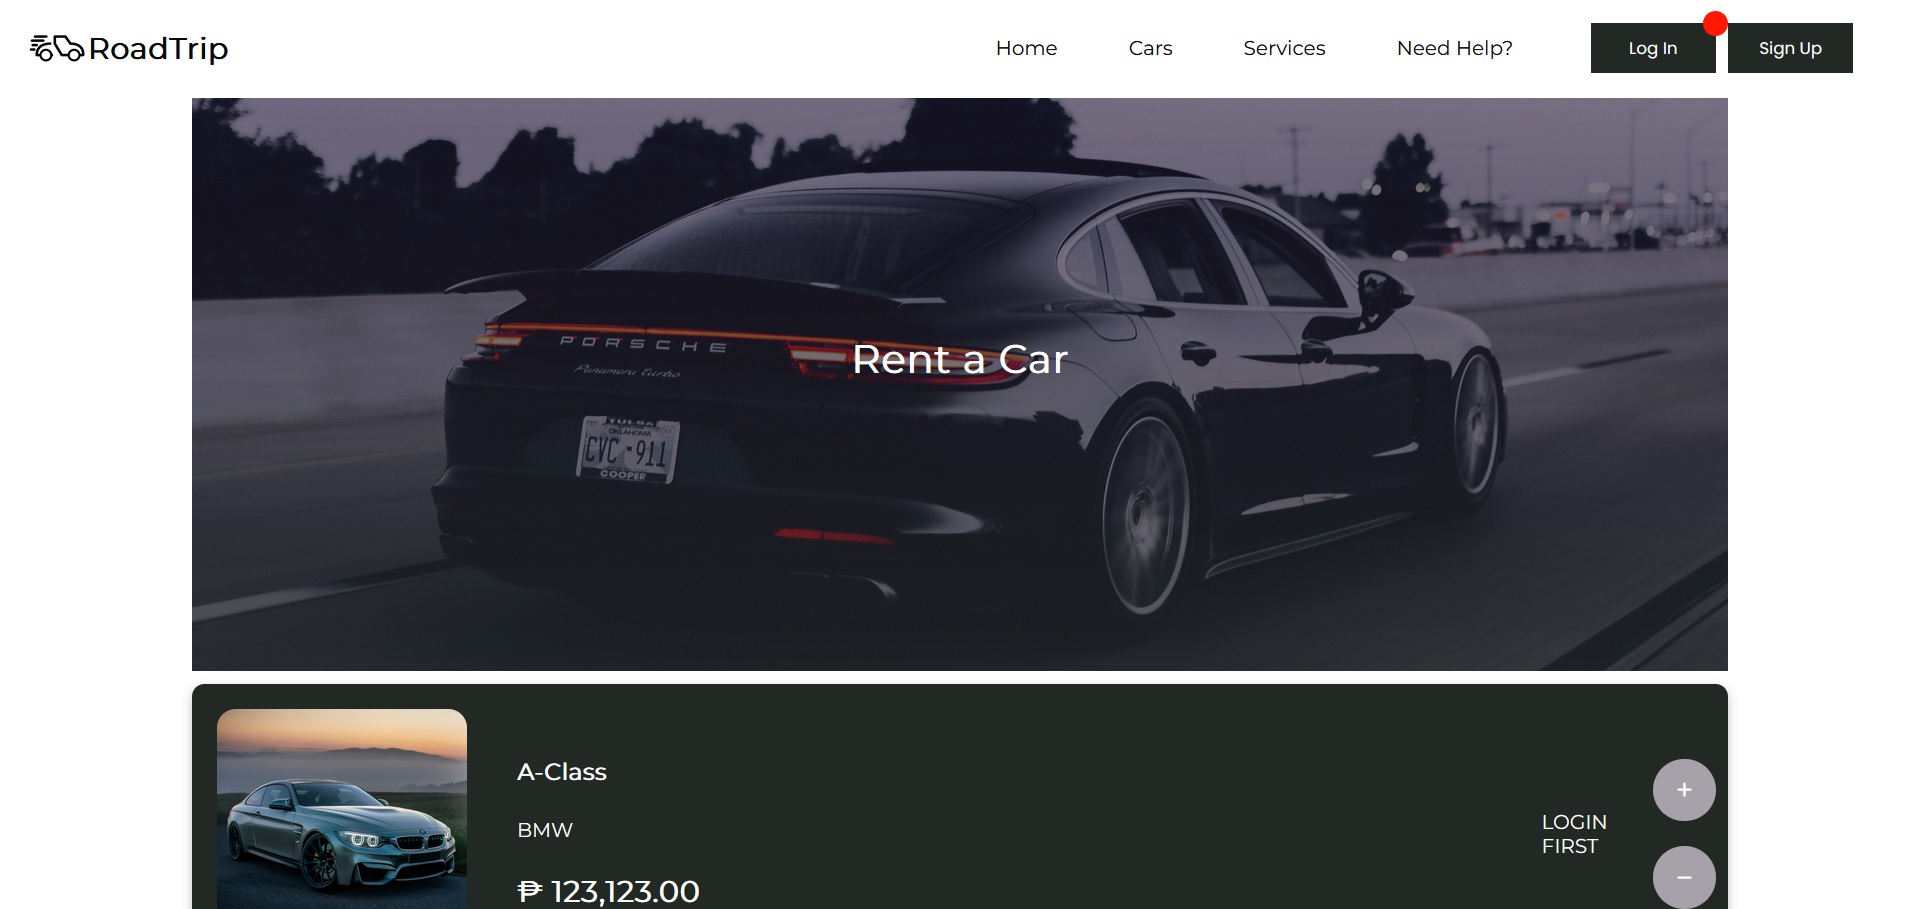 RoadTrip
Home
Cars
Services
Need Help?
Log In
Sign Up
Rent a Car
PORSCHE
Panamera turbo
TULSA
OKLAHOMA
CVC-911
COOPER
A-Class
BMW
₱ 123,123.00
LOGIN
FIRST
+
−